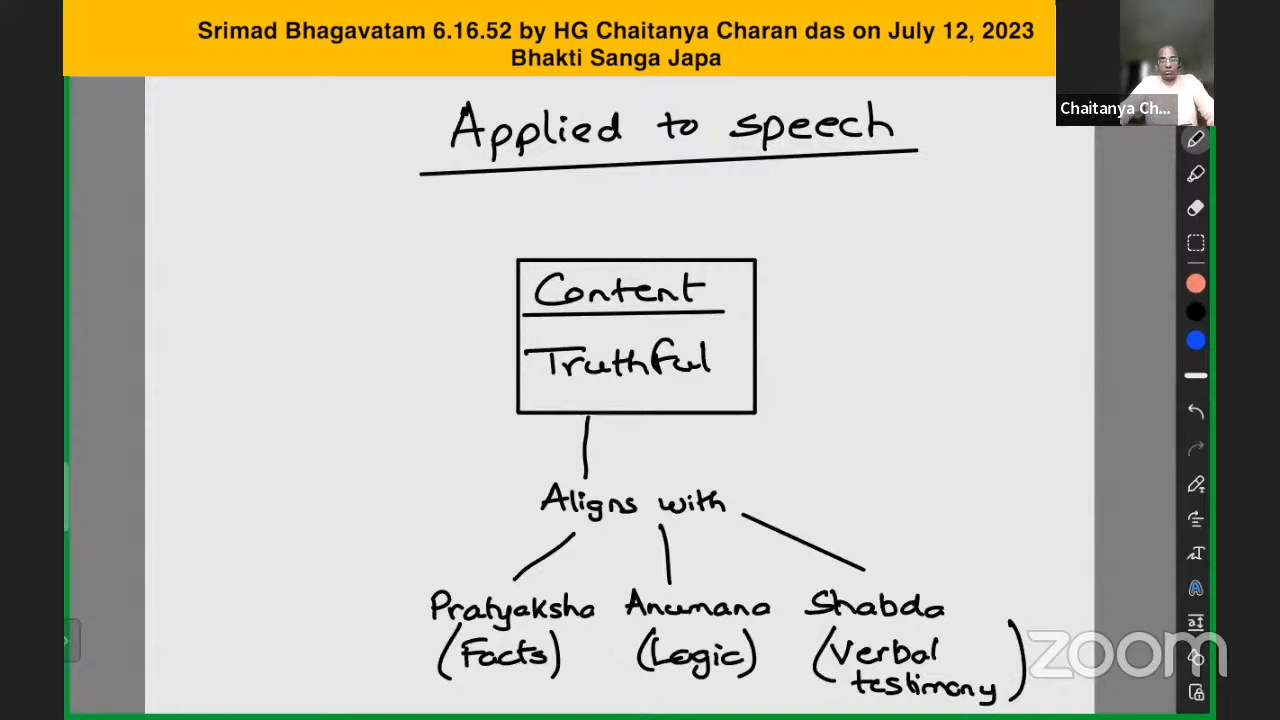 Srimad Bhagavatam 6.16.52 by HG Chaitanya Charan das on July 12, 2023
Bhakti Sanga Japa
Chaitanya Ch...
Applied to speech
Content
Truthful
Aligns with
Pratyaksha Anumana Shabda
(Facts) (Logic) (Verbal testimony)
zoom